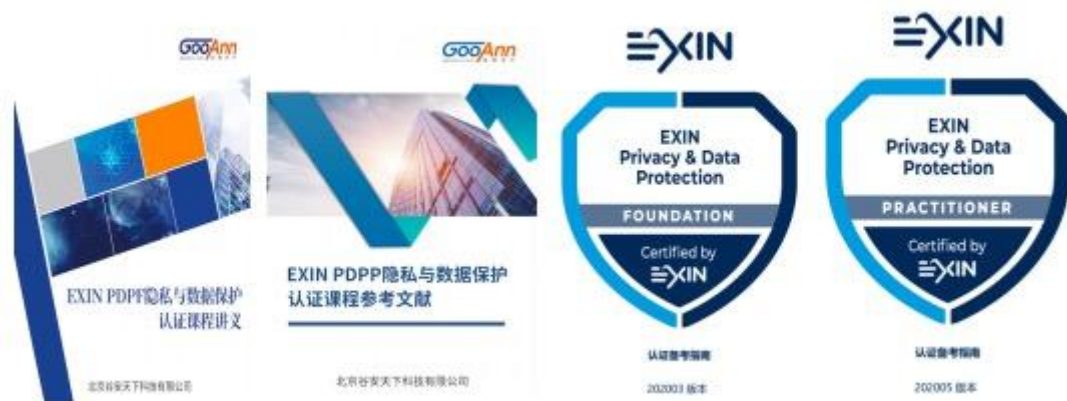 GooAnn
EXIN PDPF隐私与数据保护
认证课程讲义
北京谷安天下科技有限公司
GooAnn
EXIN PDPP隐私与数据保护
认证课程参考文献
北京谷安天下科技有限公司
EXIN
EXIN
Privacy & Data
Protection
FOUNDATION
Certified by
EXIN
认证备考指南
202003 版本
EXIN
EXIN
Privacy & Data
Protection
PRACTITIONER
Certified by
EXIN
认证备考指南
202005 版本